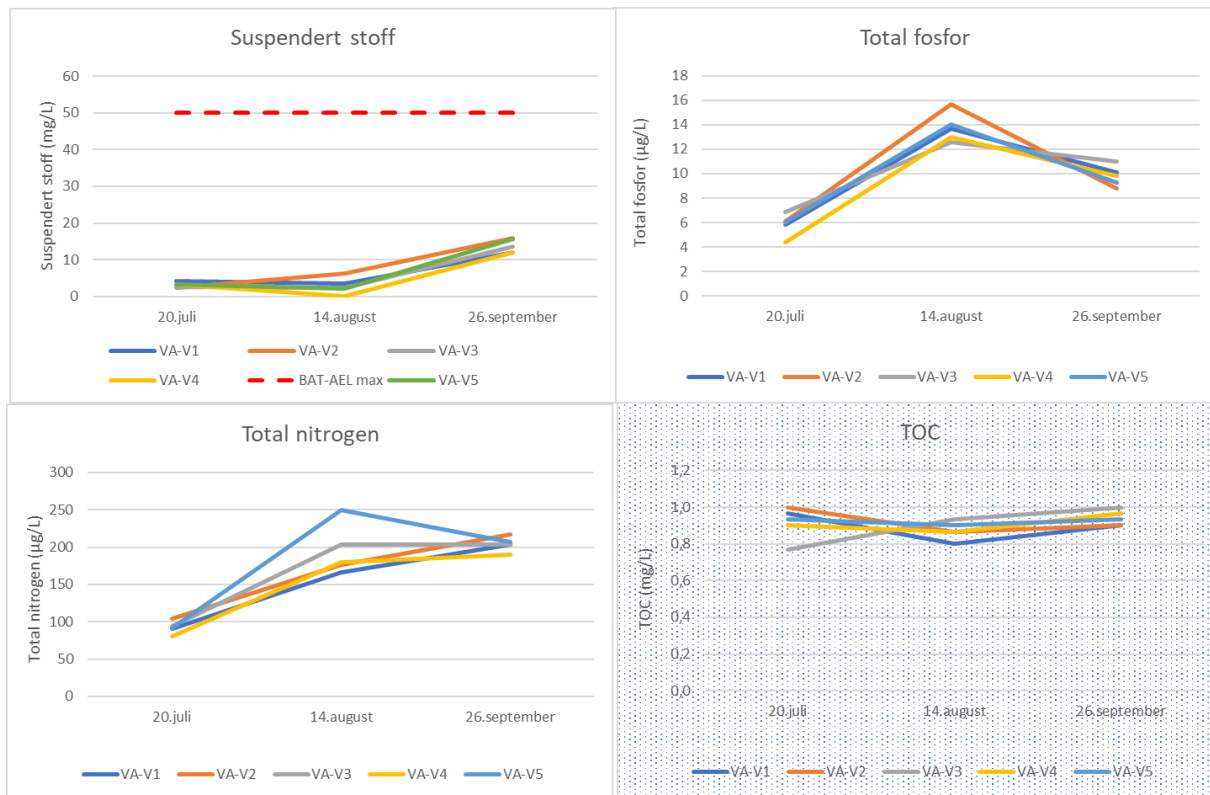 Suspendert stoff
Suspendert stoff (mg/L)
60
50
40
30
20
10
0
20.juli
14.august
26.september
VA-V1
VA-V2
VA-V3
VA-V4
BAT-AEL max
VA-V5
Total fosfor
Total fosfor (µg/L)
18
16
14
12
10
8
6
4
2
0
20.juli
14.august
26.september
VA-V1
VA-V2
VA-V3
VA-V4
VA-V5
Total nitrogen
Total nitrogen (µg/L)
300
250
200
150
100
50
0
20.juli
14.august
26.september
VA-V1
VA-V2
VA-V3
VA-V4
VA-V5
TOC
TOC (mg/L)
1,2
1,0
0,8
0,6
0,4
0,2
0,0
20.juli
14.august
26.september
VA-V1
VA-V2
VA-V3
VA-V4
VA-V5